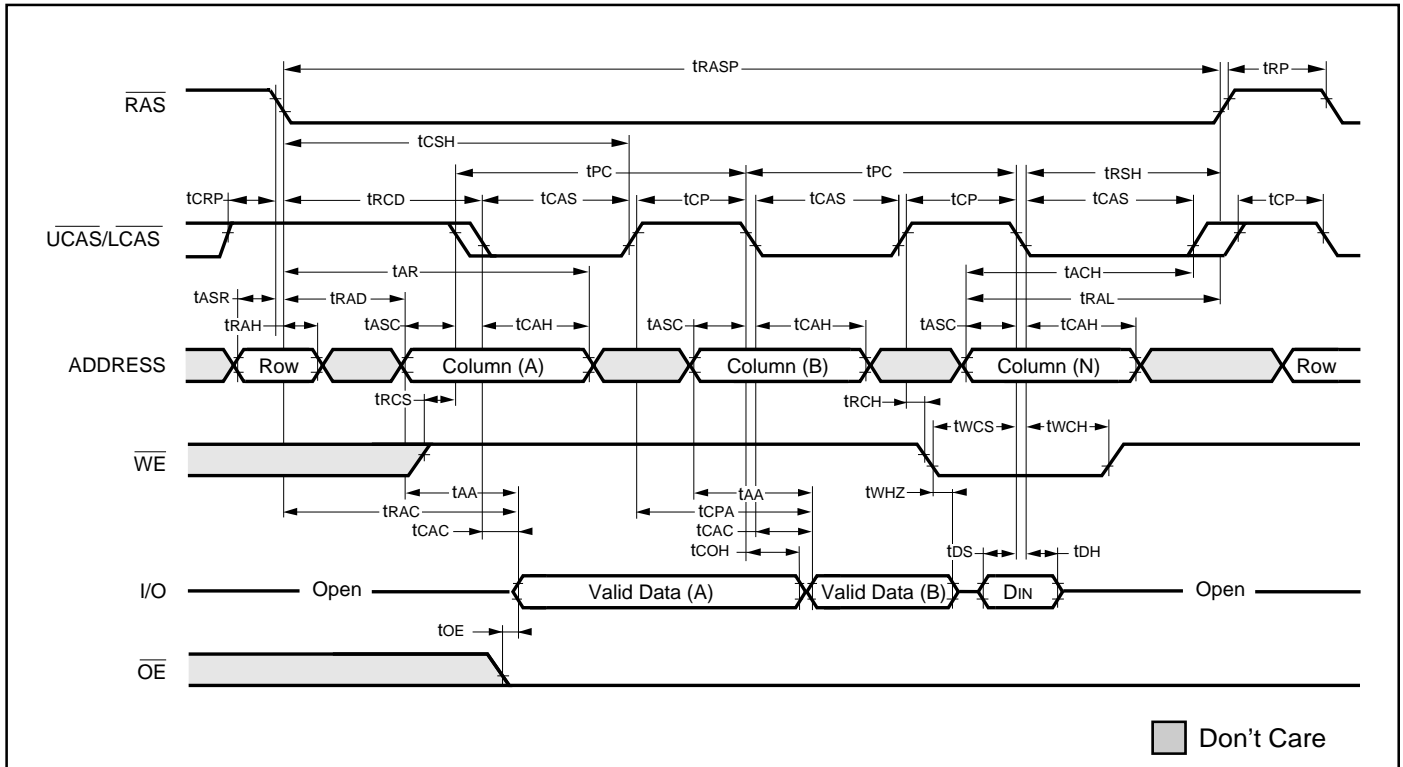 tRASP
tRP
RAS
tCSH
tPC
tPC
tRSH
tCRP
tRCD
tCAS
tCP
tCAS
tCP
tCAS
tCP
UCAS/LCAS
tAR
tACH
tASR
tRAD
tRAL
tRAH
tASC
tCAH
tASC
tCAH
tASC
tCAH
ADDRESS
Row
Column (A)
Column (B)
Column (N)
Row
tRCS
tRCH
tWCS
tWCH
WE
tAA
tAA
tWHZ
tRAC
tCPA
tCAC
tCAC
tCOH
tDS
tDH
I/O
Open
Valid Data (A)
Valid Data (B)
DIN
Open
tOE
OE
Don't Care